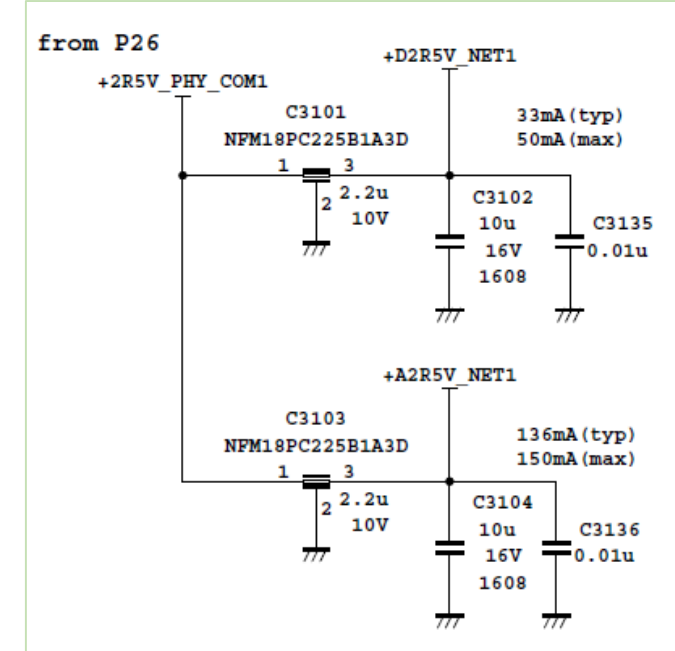 from P26
+2R5V_PHY_COM1
+D2R5V_NET1
C3101
NFM18PC225B1A3D
1
3
2
2.2u
10V
33mA(typ)
50mA(max)
C3102
10u
16V
1608
C3135
0.01u
+A2R5V_NET1
C3103
NFM18PC225B1A3D
1
3
2
2.2u
10V
136mA(typ)
150mA(max)
C3104
10u
16V
1608
C3136
0.01u